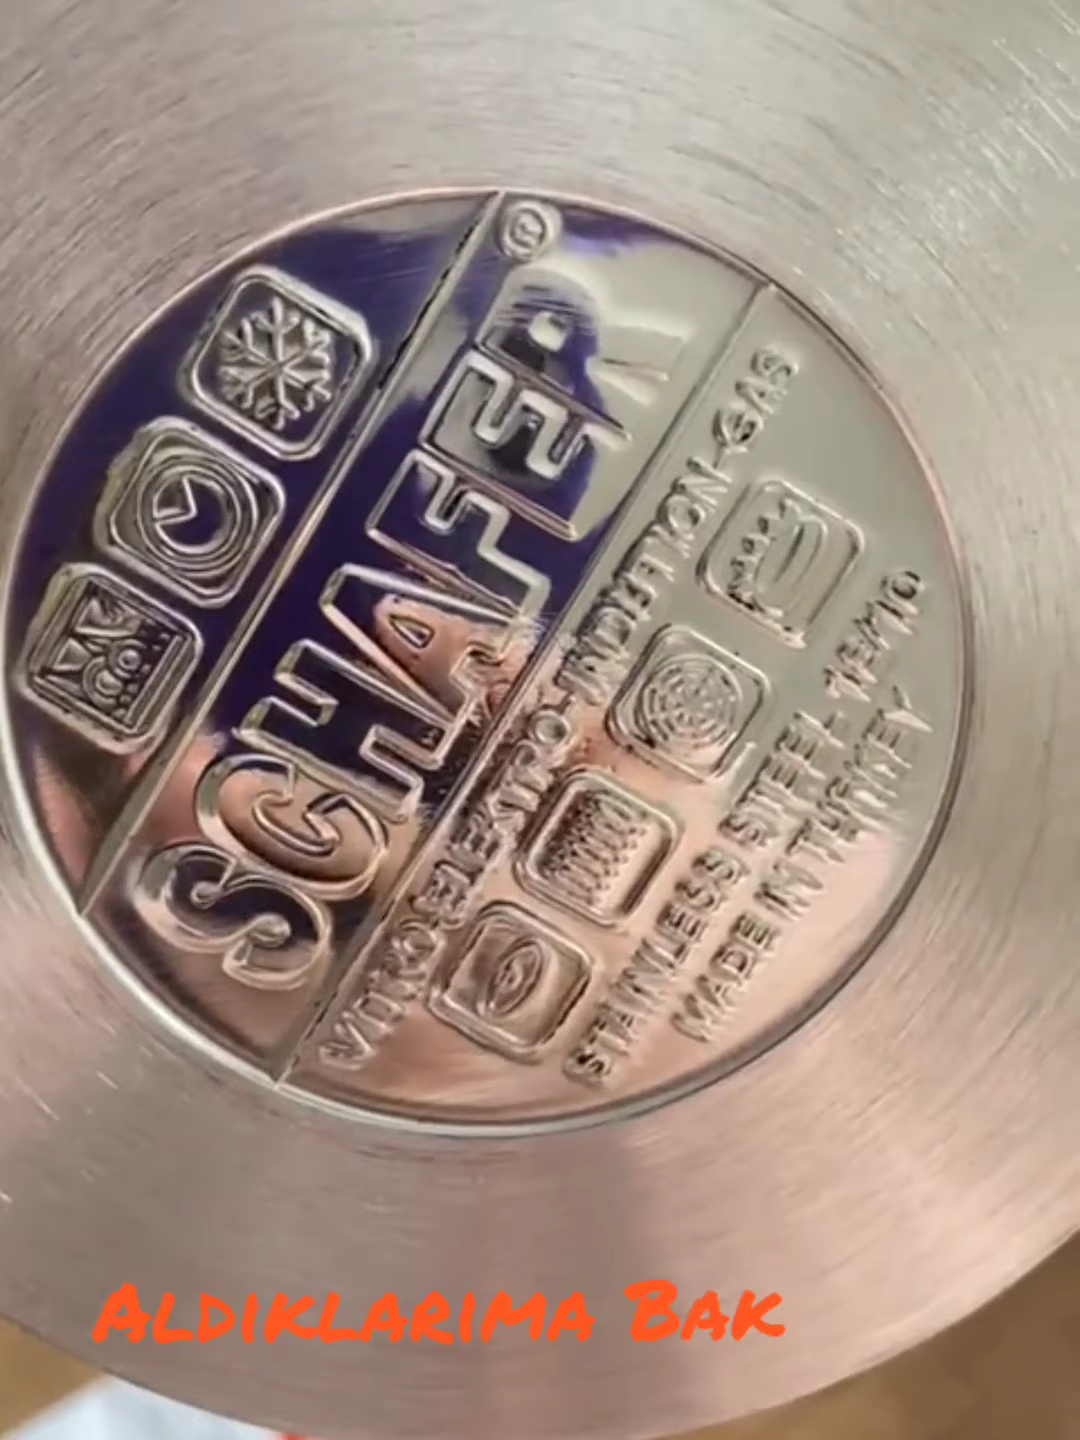 SCHAFER®
VITRO-ELEKTRO-INDUKTION-GAS
STAINLESS STEEL 18/10
MADE IN TURKEY
ALDIKLARIMA BAK